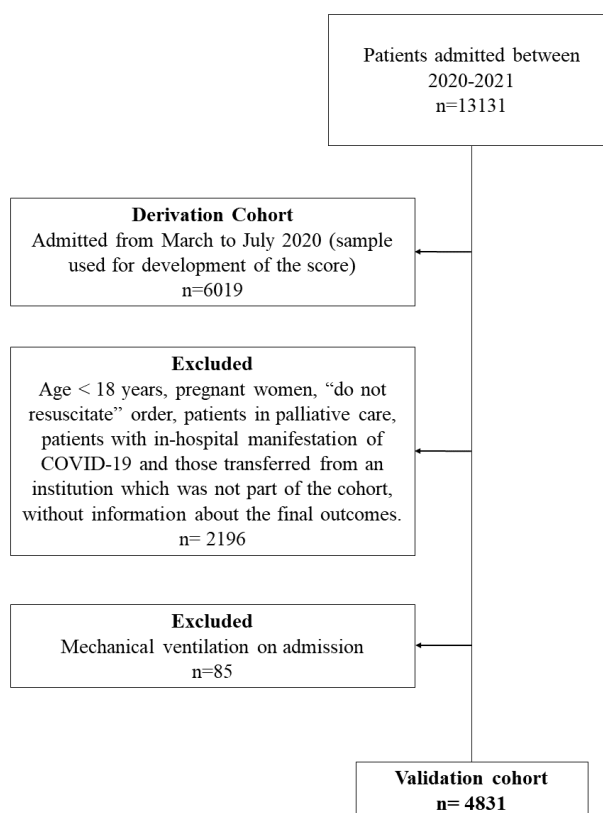 Patients admitted between
2020-2021
n=13131
Derivation Cohort
Admitted from March to July 2020 (sample
used for development of the score)
n=6019
Excluded
Age < 18 years, pregnant women, “do not
resuscitate” order, patients in palliative care,
patients with in-hospital manifestation of
COVID-19 and those transferred from an
institution which was not part of the cohort,
without information about the final outcomes.
n= 2196
Excluded
Mechanical ventilation on admission
n=85
Validation cohort
n= 4831